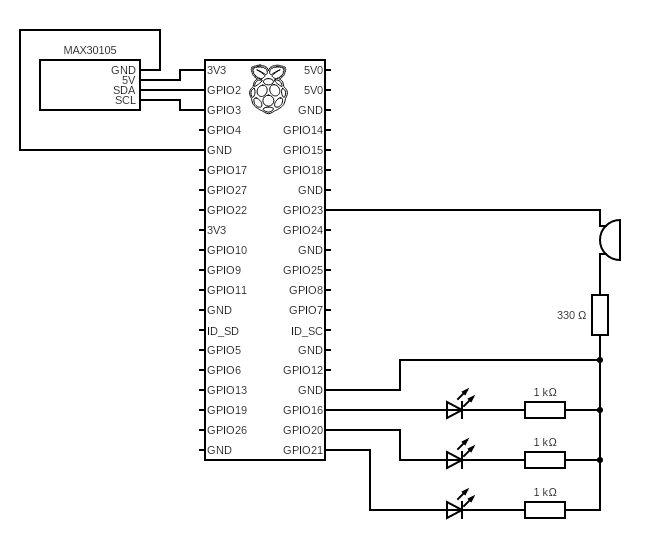 MAX30105
GND
5V
SDA
SCL
3V3 5V0
GPIO2 5V0
GPIO3 GND
GPIO4 GPIO14
GND GPIO15
GPIO17 GPIO18
GPIO27 GND
GPIO22 GPIO23
3V3 GPIO24
GPIO10 GND
GPIO9 GPIO25
GPIO11 GPIO8
GND GPIO7
ID_SD ID_SC
GPIO5 GND
GPIO6 GPIO12
GPIO13 GND
GPIO19 GPIO16
GPIO26 GPIO20
GND GPIO21
330 Ω
1 kΩ
1 kΩ
1 kΩ